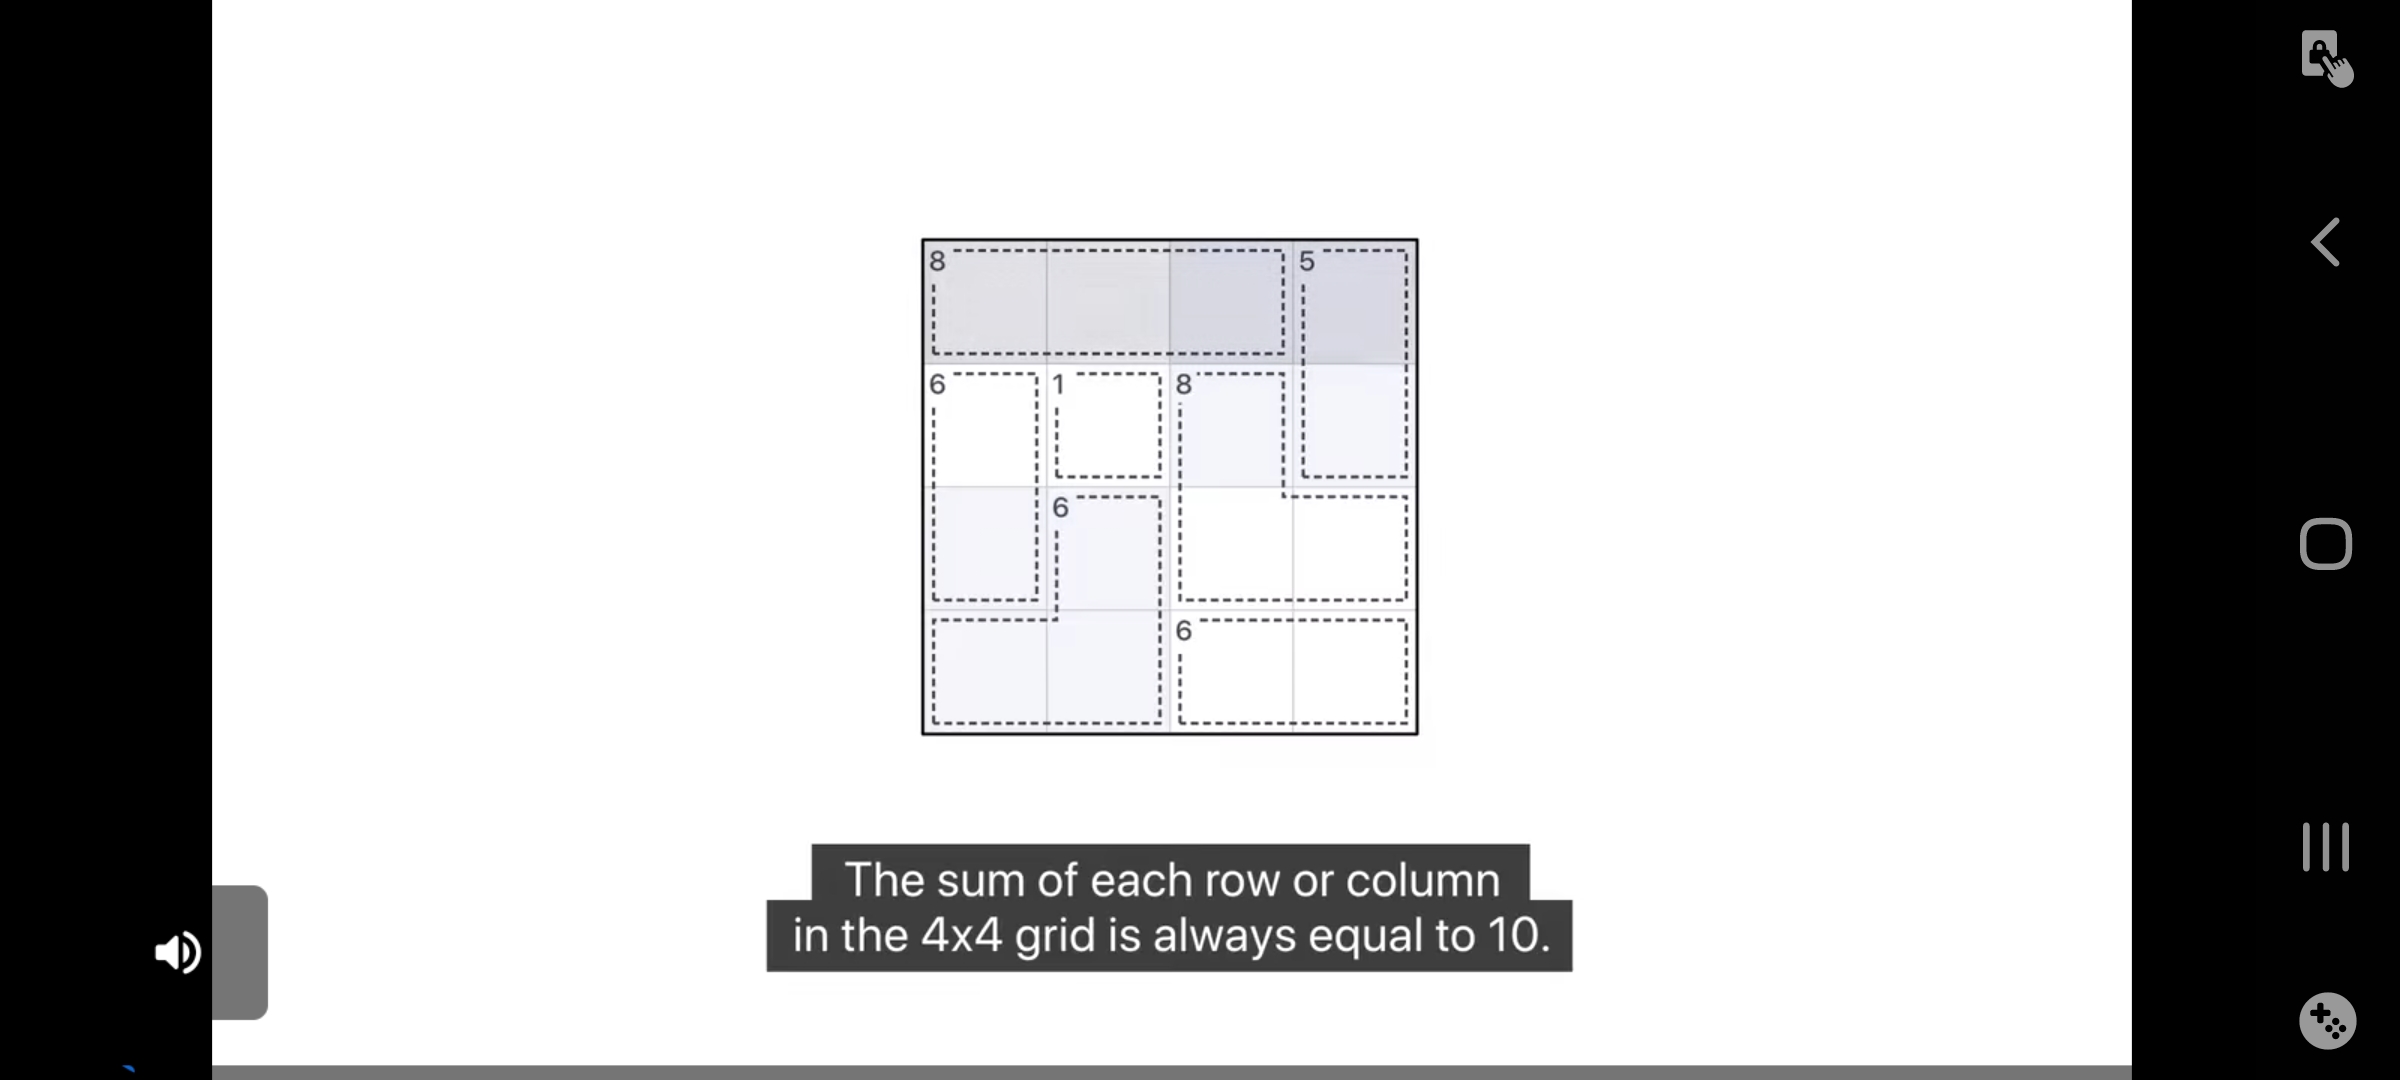 8 5
6 1 8
6
6
The sum of each row or column
in the 4x4 grid is always equal to 10.